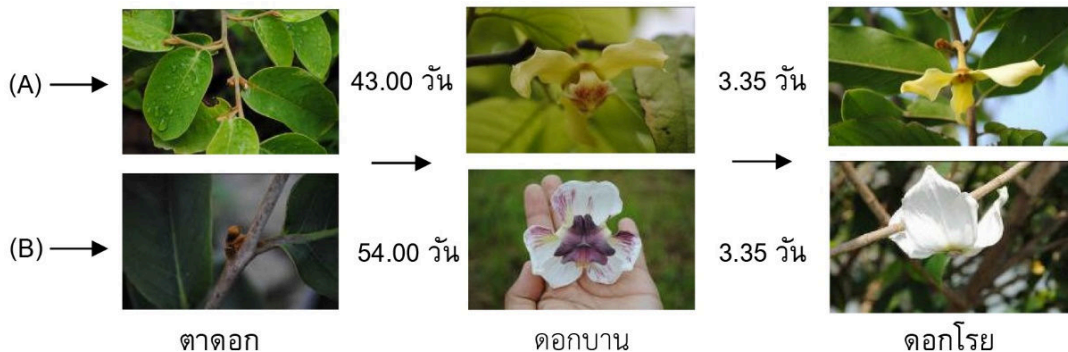 (A) 43.00 วัน 3.35 วัน
(B) 54.00 วัน 3.35 วัน
ตาดอก ดอกบาน ดอกโรย